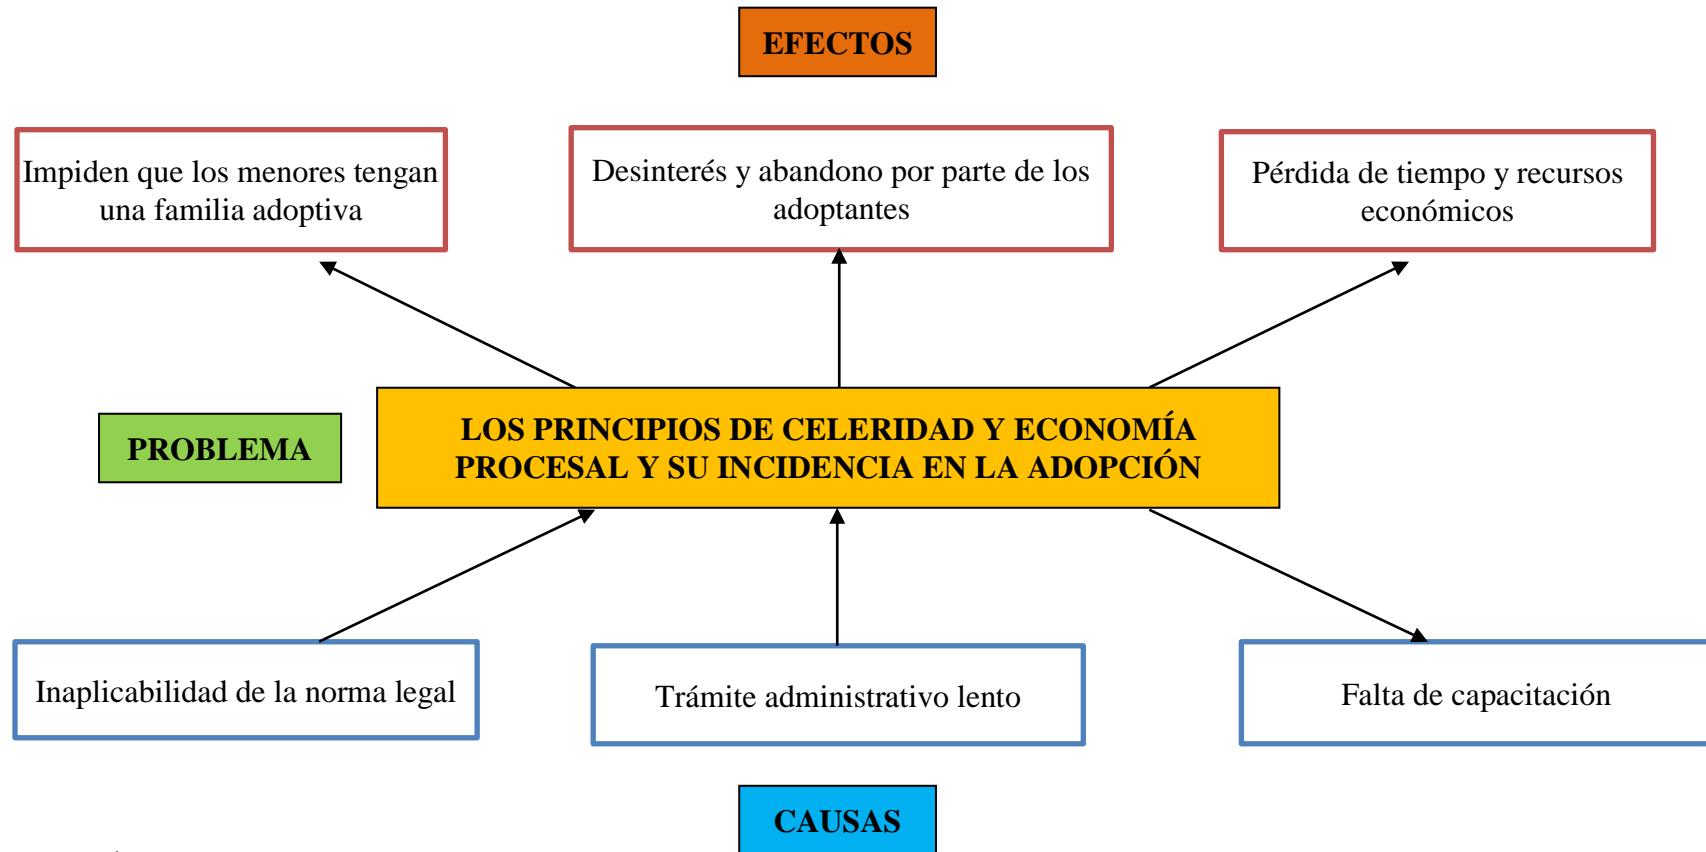 EFECTOS
Impiden que los menores tengan
una familia adoptiva
Desinterés y abandono por parte de los
adoptantes
Pérdida de tiempo y recursos
económicos
PROBLEMA
LOS PRINCIPIOS DE CELERIDAD Y ECONOMÍA
PROCESAL Y SU INCIDENCIA EN LA ADOPCIÓN
Inaplicabilidad de la norma legal
Trámite administrativo lento
Falta de capacitación
CAUSAS